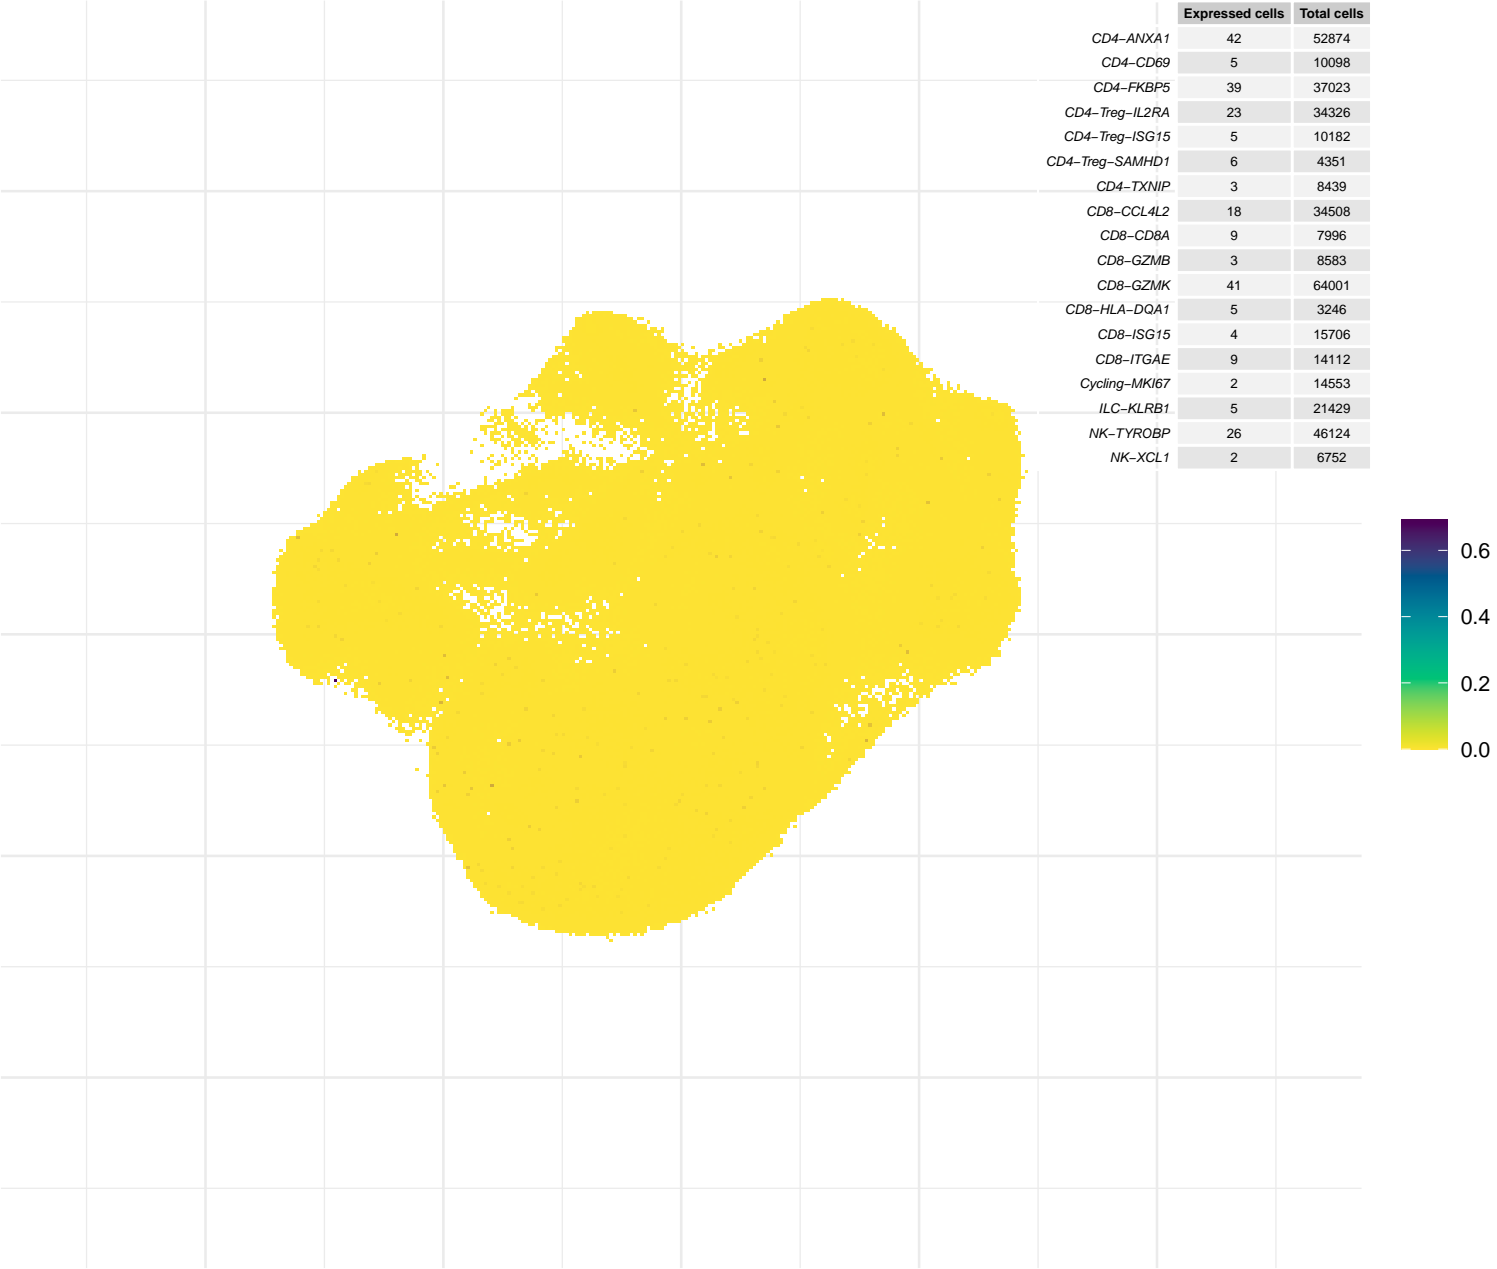 Expressed cells Total cells
CD4−ANXA1 42 52874
CD4−CD69 5 10098
CD4−FKBP5 39 37023
CD4−Treg−IL2RA 23 34326
CD4−Treg−ISG15 5 10182
CD4−Treg−SAMHD1 6 4351
CD4−TXNIP 3 8439
CD8−CCL4L2 18 34508
CD8−CD8A 9 7996
CD8−GZMB 3 8583
CD8−GZMK 41 64001
CD8−HLA−DQA1 5 3246
CD8−ISG15 4 15706
CD8−ITGAE 9 14112
Cycling−MKI67 2 14553
ILC−KLRB1 5 21429
NK−TYROBP 26 46124
NK−XCL1 2 6752
0.6
0.4
0.2
0.0